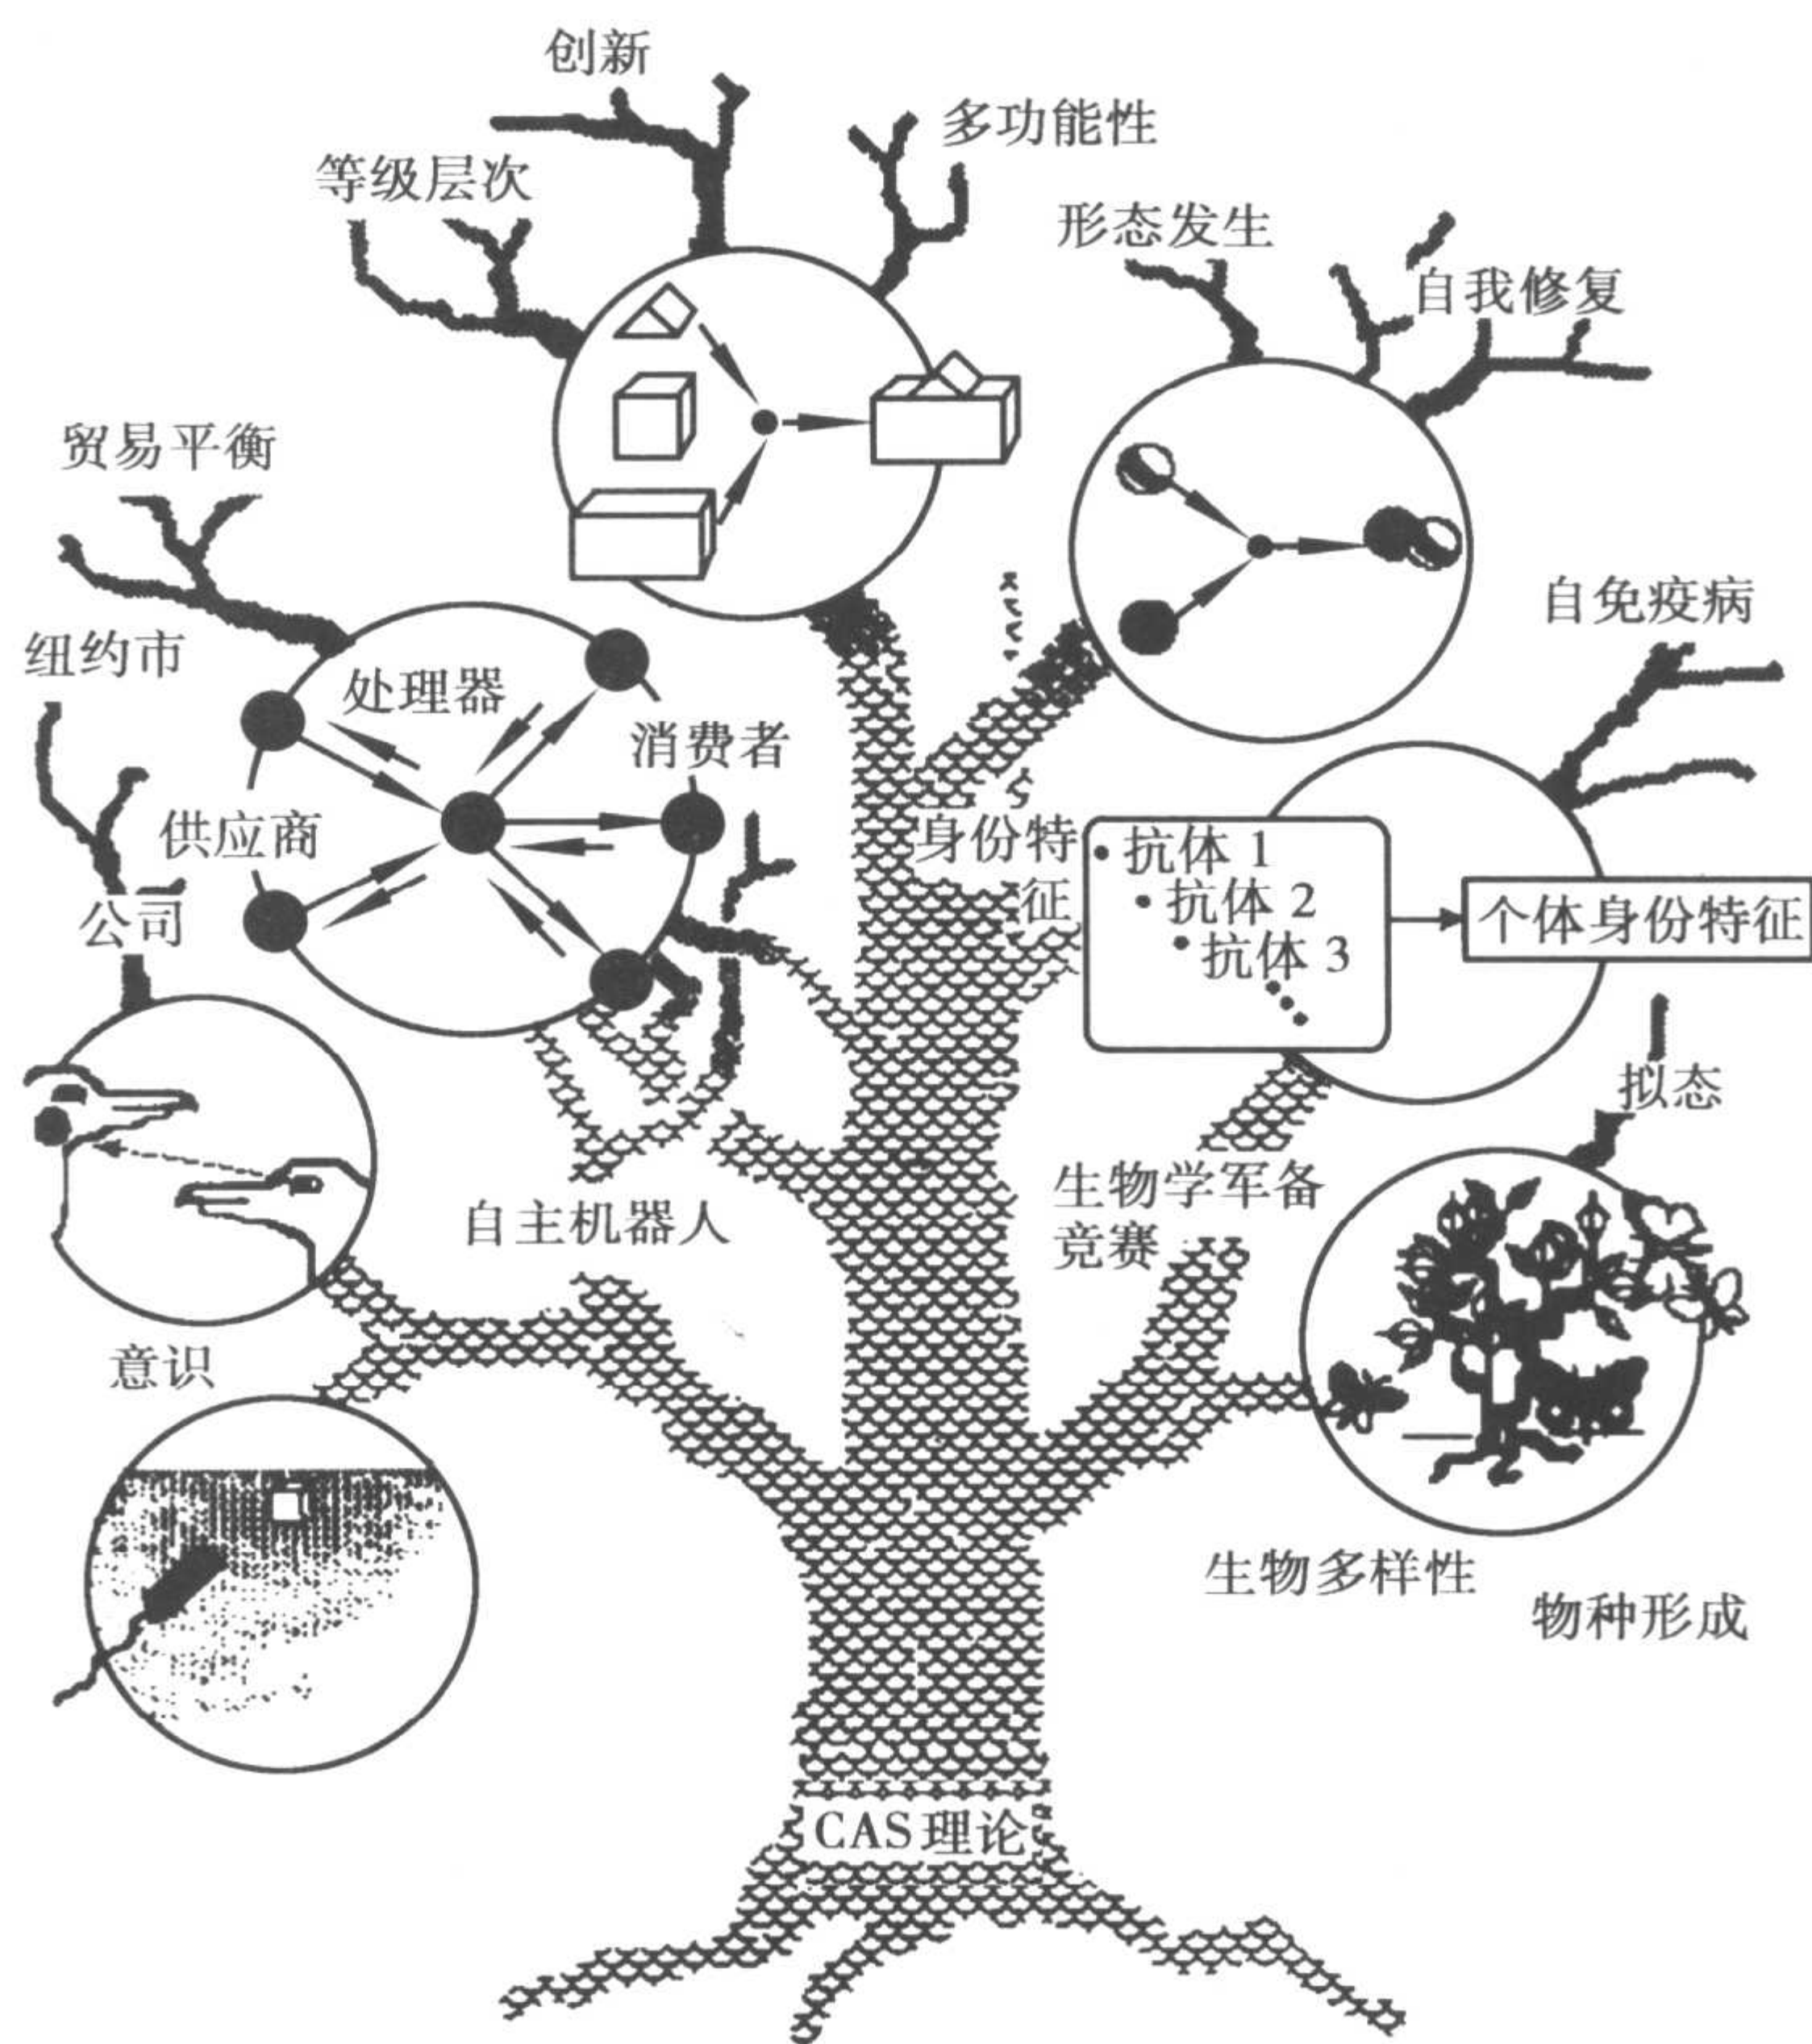 创新
多功能性
等级层次
形态发生
自我修复
贸易平衡
自免疫病
纽约市
处理器
消费者
供应商
身份特
征
抗体 1
抗体 2
抗体 3
个体身份特征
公司
拟态
生物学军备
竞赛
自主机器人
意识
生物多样性
物种形成
CAS理论